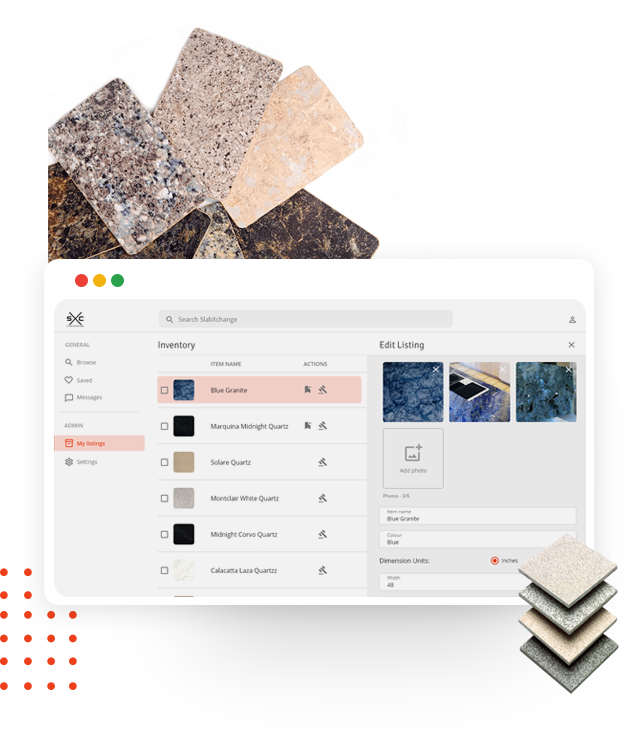 SXC
Search SlabXchange
GENERAL
Browse
Saved
Messages
ADMIN
My listings
Settings
Inventory
ITEM NAME
ACTIONS
Blue Granite
Marquina Midnight Quartz
Solare Quartz
Montclair White Quartz
Midnight Corvo Quartz
Calacatta Laza Quartzz
Edit Listing
Add photo
Photos - 3/5
Item name
Blue Granite
Colour
Blue
Dimension Units:
Inches
Width
48